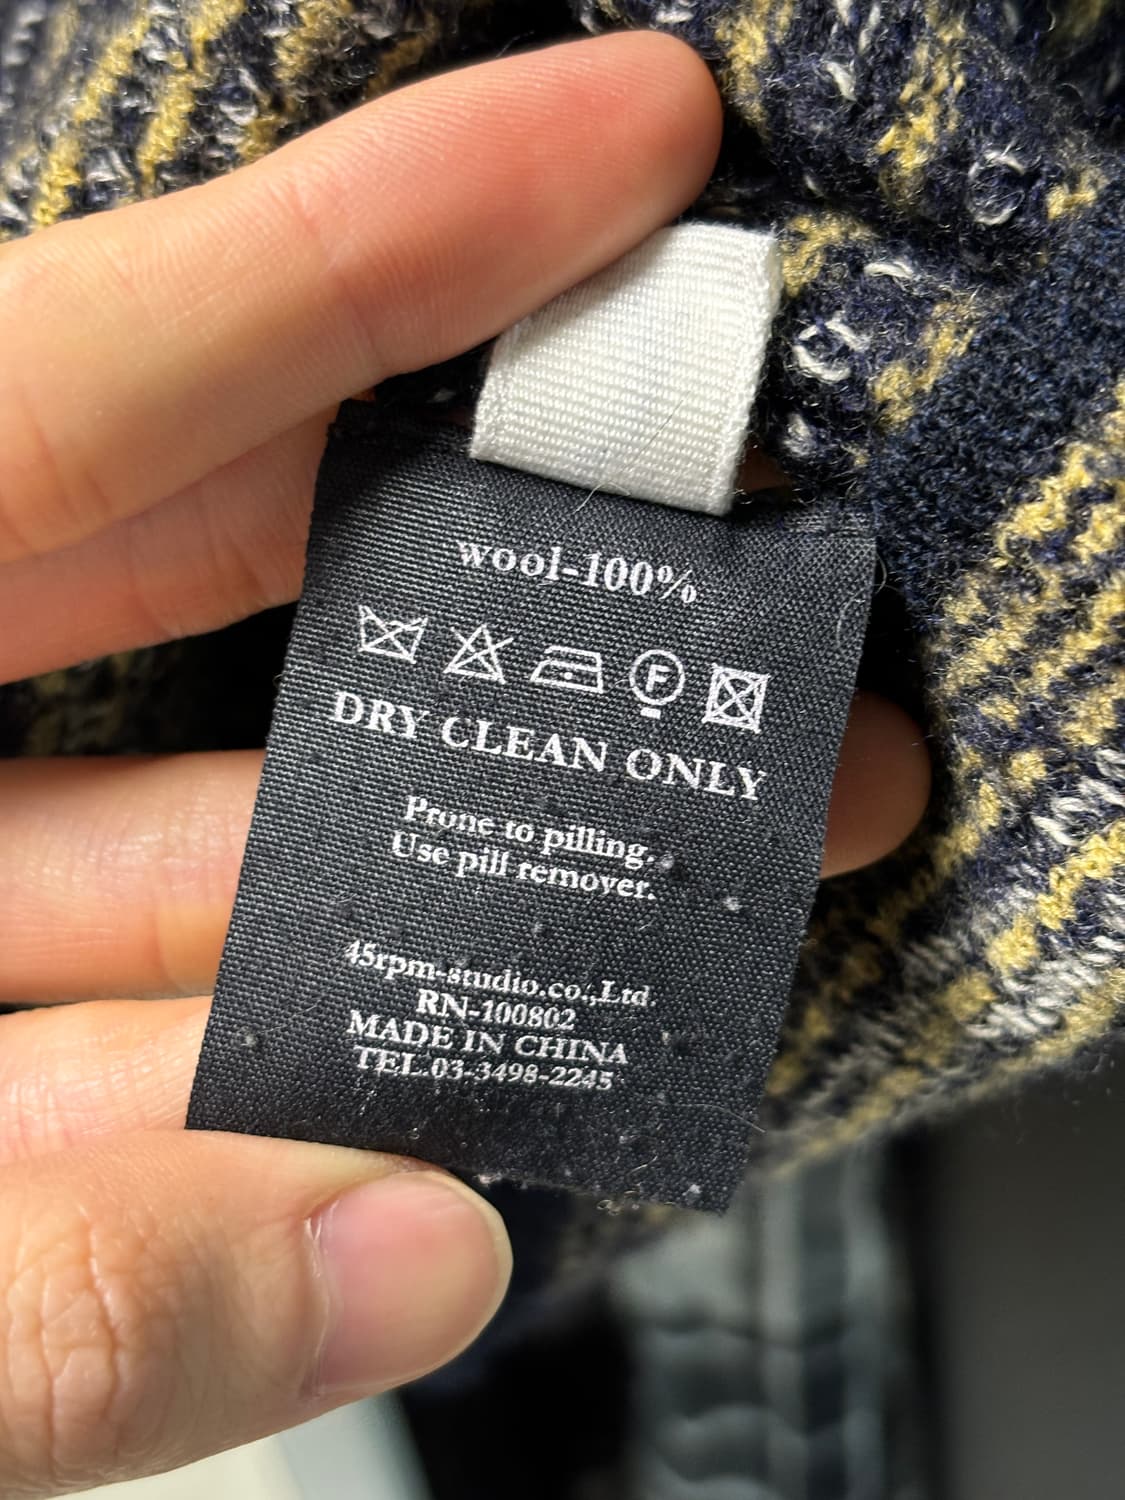 wool-100%
F
DRY CLEAN ONLY
Prone to pilling.
Use pill remover.
45rpm-studio.co.,Ltd.
RN-100802
MADE IN CHINA
TEL.03-3498-2245